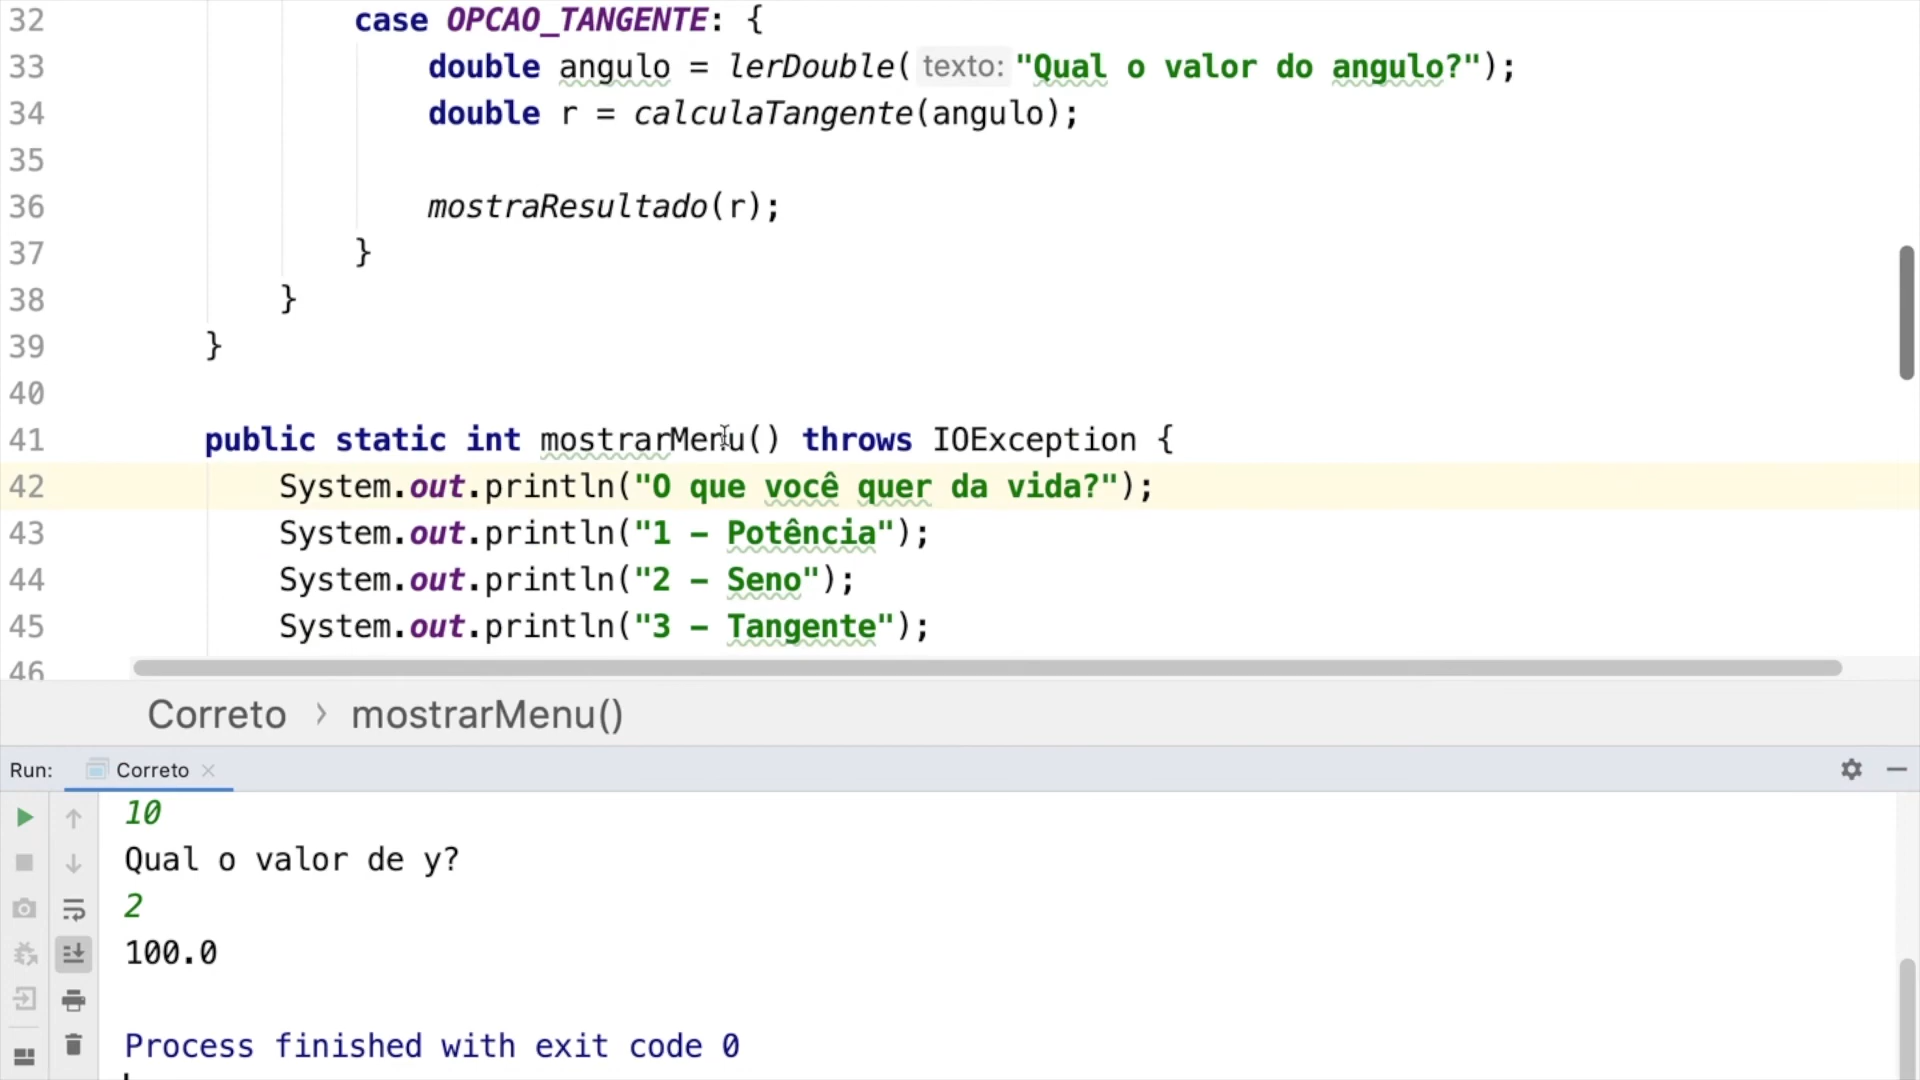 32 case OPCAO_TANGENTE: {
33 double angulo = lerDouble( texto: "Qual o valor do angulo?");
34 double r = calculaTangente(angulo);
35
36 mostraResultado(r);
37 }
38 }
39 }
40
41 public static int mostrarMenu() throws IOException {
42 System.out.println("O que você quer da vida?");
43 System.out.println("1 – Potência");
44 System.out.println("2 – Seno");
45 System.out.println("3 – Tangente");
46
Correto › mostrarMenu()
Run: Correto
10
Qual o valor de y?
2
100.0
Process finished with exit code 0